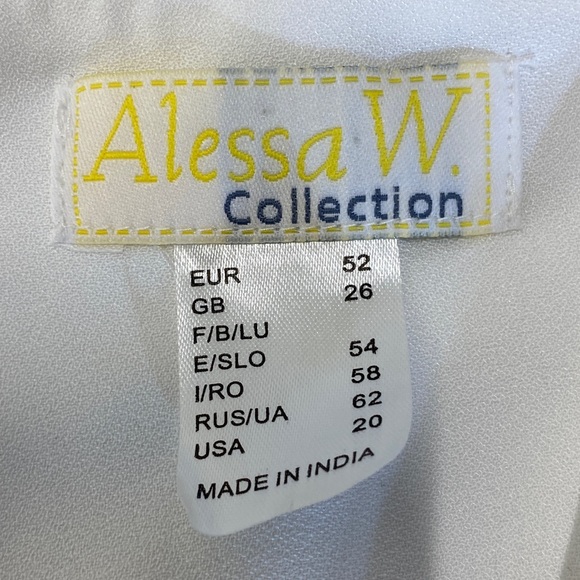 Alessa W.
Collection
EUR 52
GB 26
F/B/LU
E/SLO 54
I/RO 58
RUS/UA 62
USA 20
MADE IN INDIA